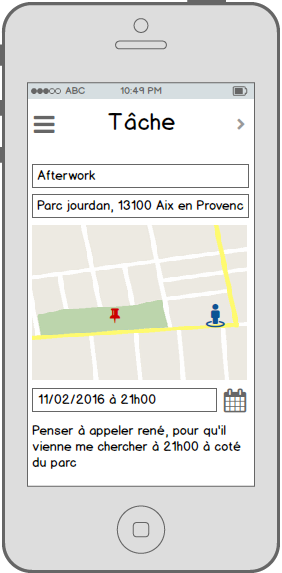 ABC 10:49 PM
Tâche
Afterwork
Parc jourdan, 13100 Aix en Provenc
11/02/2016 à 21h00
Penser à appeler rené, pour qu'il
vienne me chercher à 21h00 à coté
du parc